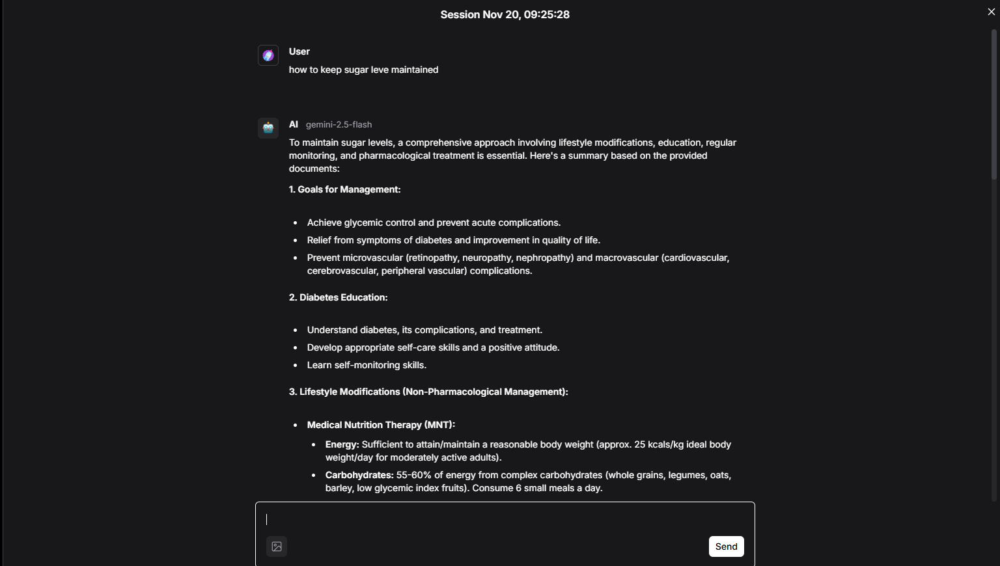 Session Nov 20, 09:25:28
User
how to keep sugar leve maintained
AI gemini-2.5-flash
To maintain sugar levels, a comprehensive approach involving lifestyle modifications, education, regular
monitoring, and pharmacological treatment is essential. Here's a summary based on the provided
documents:
1. Goals for Management:
• Achieve glycemic control and prevent acute complications.
• Relief from symptoms of diabetes and improvement in quality of life.
• Prevent microvascular (retinopathy, neuropathy, nephropathy) and macrovascular (cardiovascular,
cerebrovascular, peripheral vascular) complications.
2. Diabetes Education:
• Understand diabetes, its complications, and treatment.
• Develop appropriate self-care skills and a positive attitude.
• Learn self-monitoring skills.
3. Lifestyle Modifications (Non-Pharmacological Management):
• Medical Nutrition Therapy (MNT):
• Energy: Sufficient to attain/maintain a reasonable body weight (approx. 25 kcals/kg ideal body
weight/day for moderately active adults).
• Carbohydrates: 55-60% of energy from complex carbohydrates (whole grains, legumes, oats,
barley, low glycemic index fruits). Consume 6 small meals a day.
Send